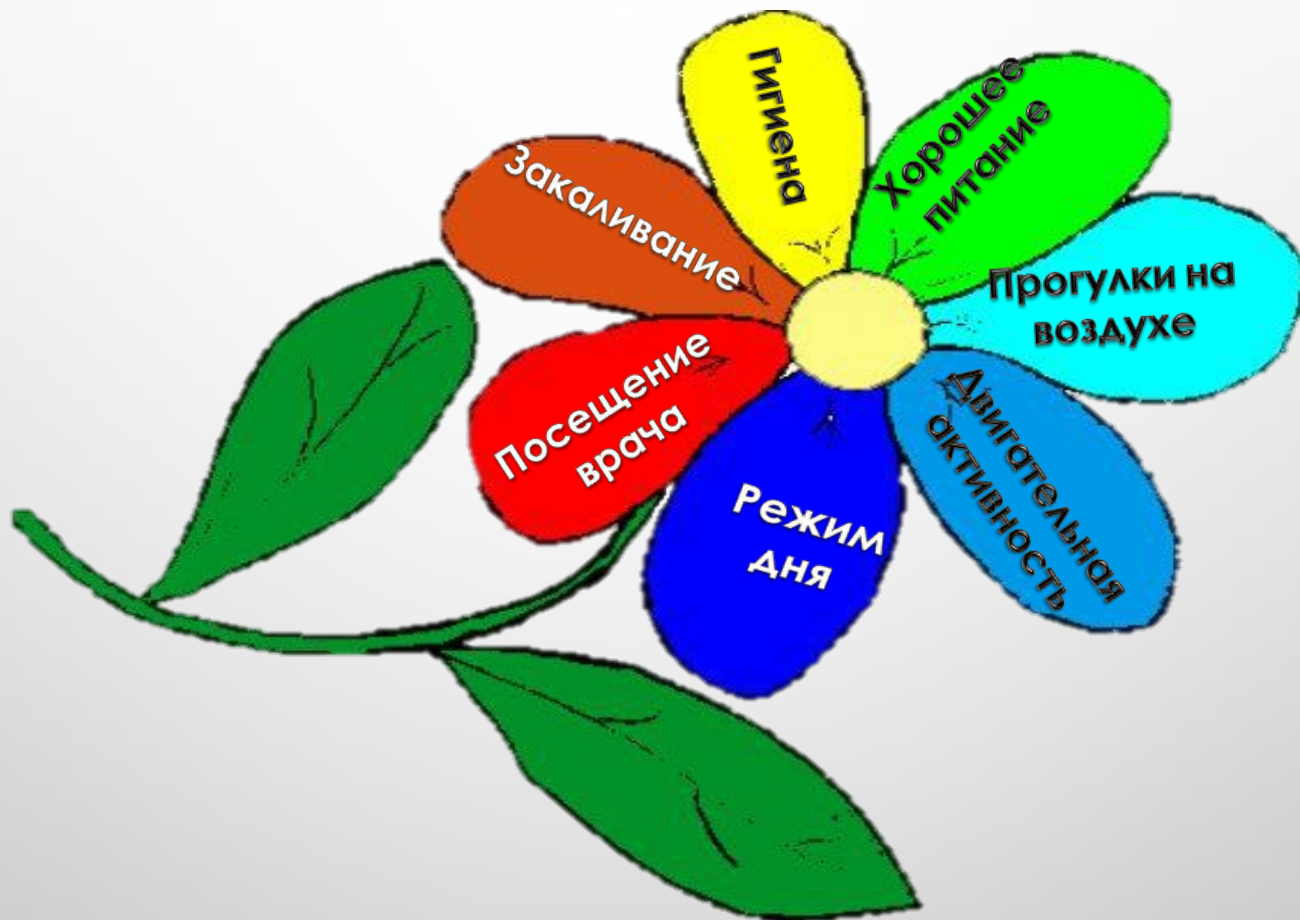 Гигиена
Хорошее
питание
Прогулки на
воздухе
Двигательная
активность
Режим
дня
Посещение
врача
Закаливание